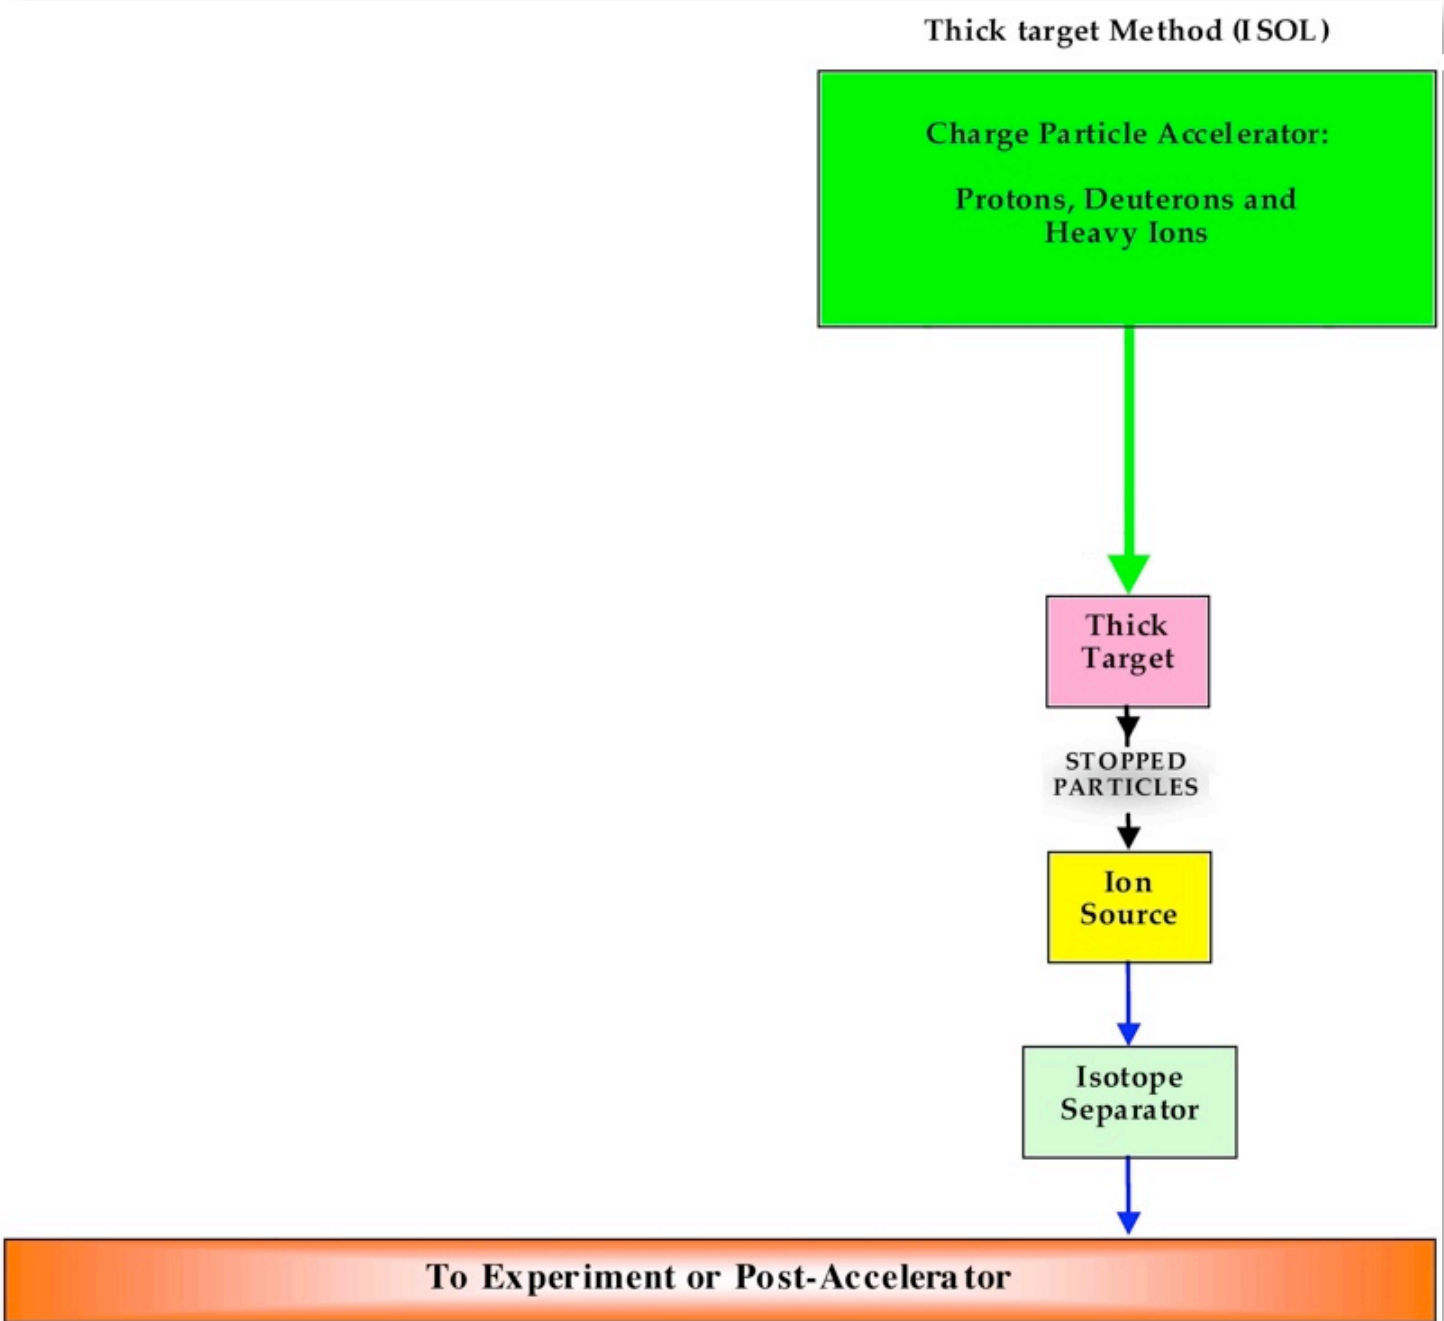 Thick target Method (ISOL)
Charge Particle Accelerator:
Protons, Deuterons and
Heavy Ions
Thick
Target
STOPPED
PARTICLES
Ion
Source
Isotope
Separator
To Experiment or Post-Accelerator